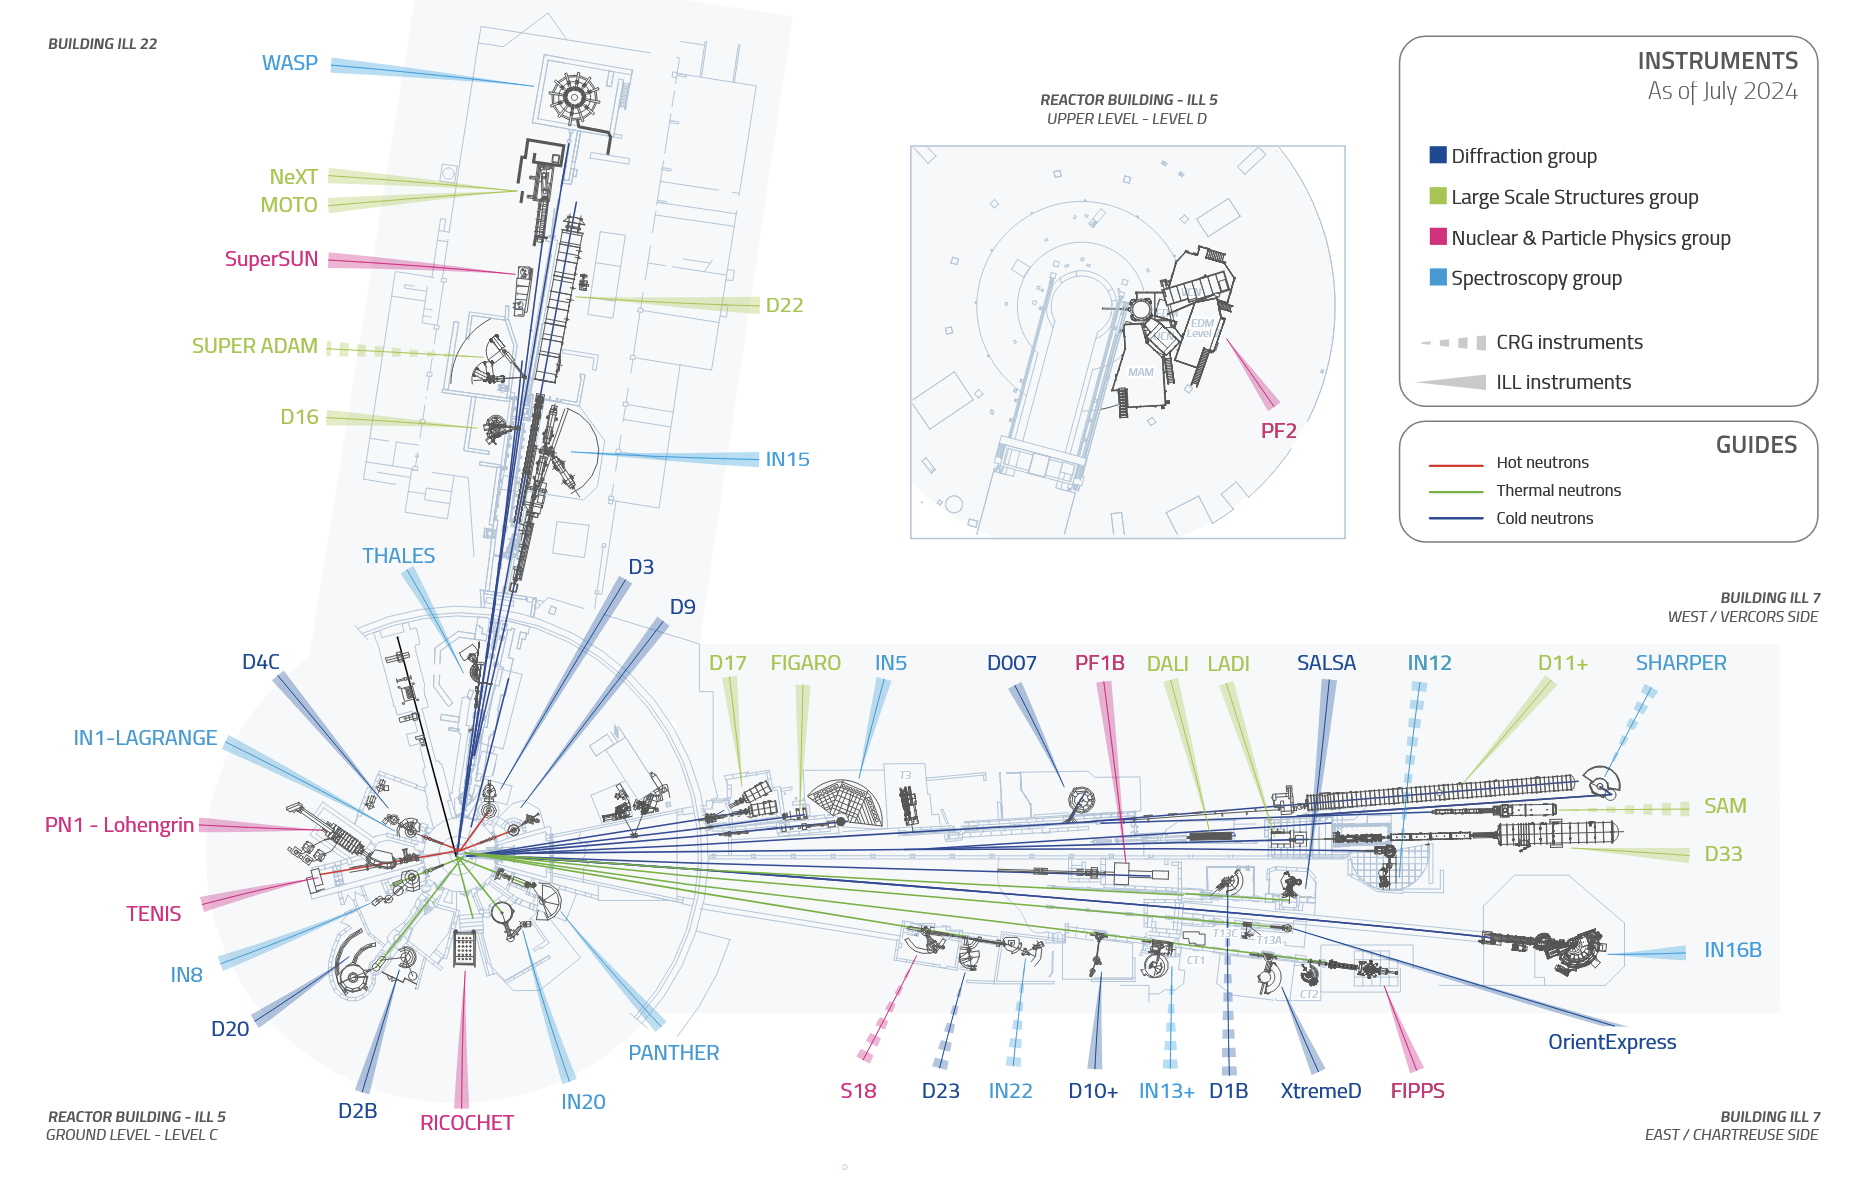 BUILDING ILL 22
WASP
NeXT
MOTO
SuperSUN
D22
SUPER ADAM
D16
IN15
REACTOR BUILDING - ILL 5
UPPER LEVEL - LEVEL D
EDM
Level
UCN
MAM
PF2
INSTRUMENTS
As of July 2024
Diffraction group
Large Scale Structures group
Nuclear & Particle Physics group
Spectroscopy group
CRG instruments
ILL instruments
GUIDES
Hot neutrons
Thermal neutrons
Cold neutrons
BUILDING ILL 7
WEST / VERCORS SIDE
THALES
D3
D9
D4C
IN1-LAGRANGE
PN1 - Lohengrin
TENIS
IN8
D20
D2B
RICOCHET
IN20
PANTHER
D17
FIGARO
IN5
D007
PF1B
DALI
LADI
SALSA
IN12
D11+
SHARPER
T3
SAM
D33
T13C
T13A
CT1
CT2
IN16B
OrientExpress
S18
D23
IN22
D10+
IN13+
D1B
XtremeD
FIPPS
REACTOR BUILDING - ILL 5
GROUND LEVEL - LEVEL C
BUILDING ILL 7
EAST / CHARTREUSE SIDE